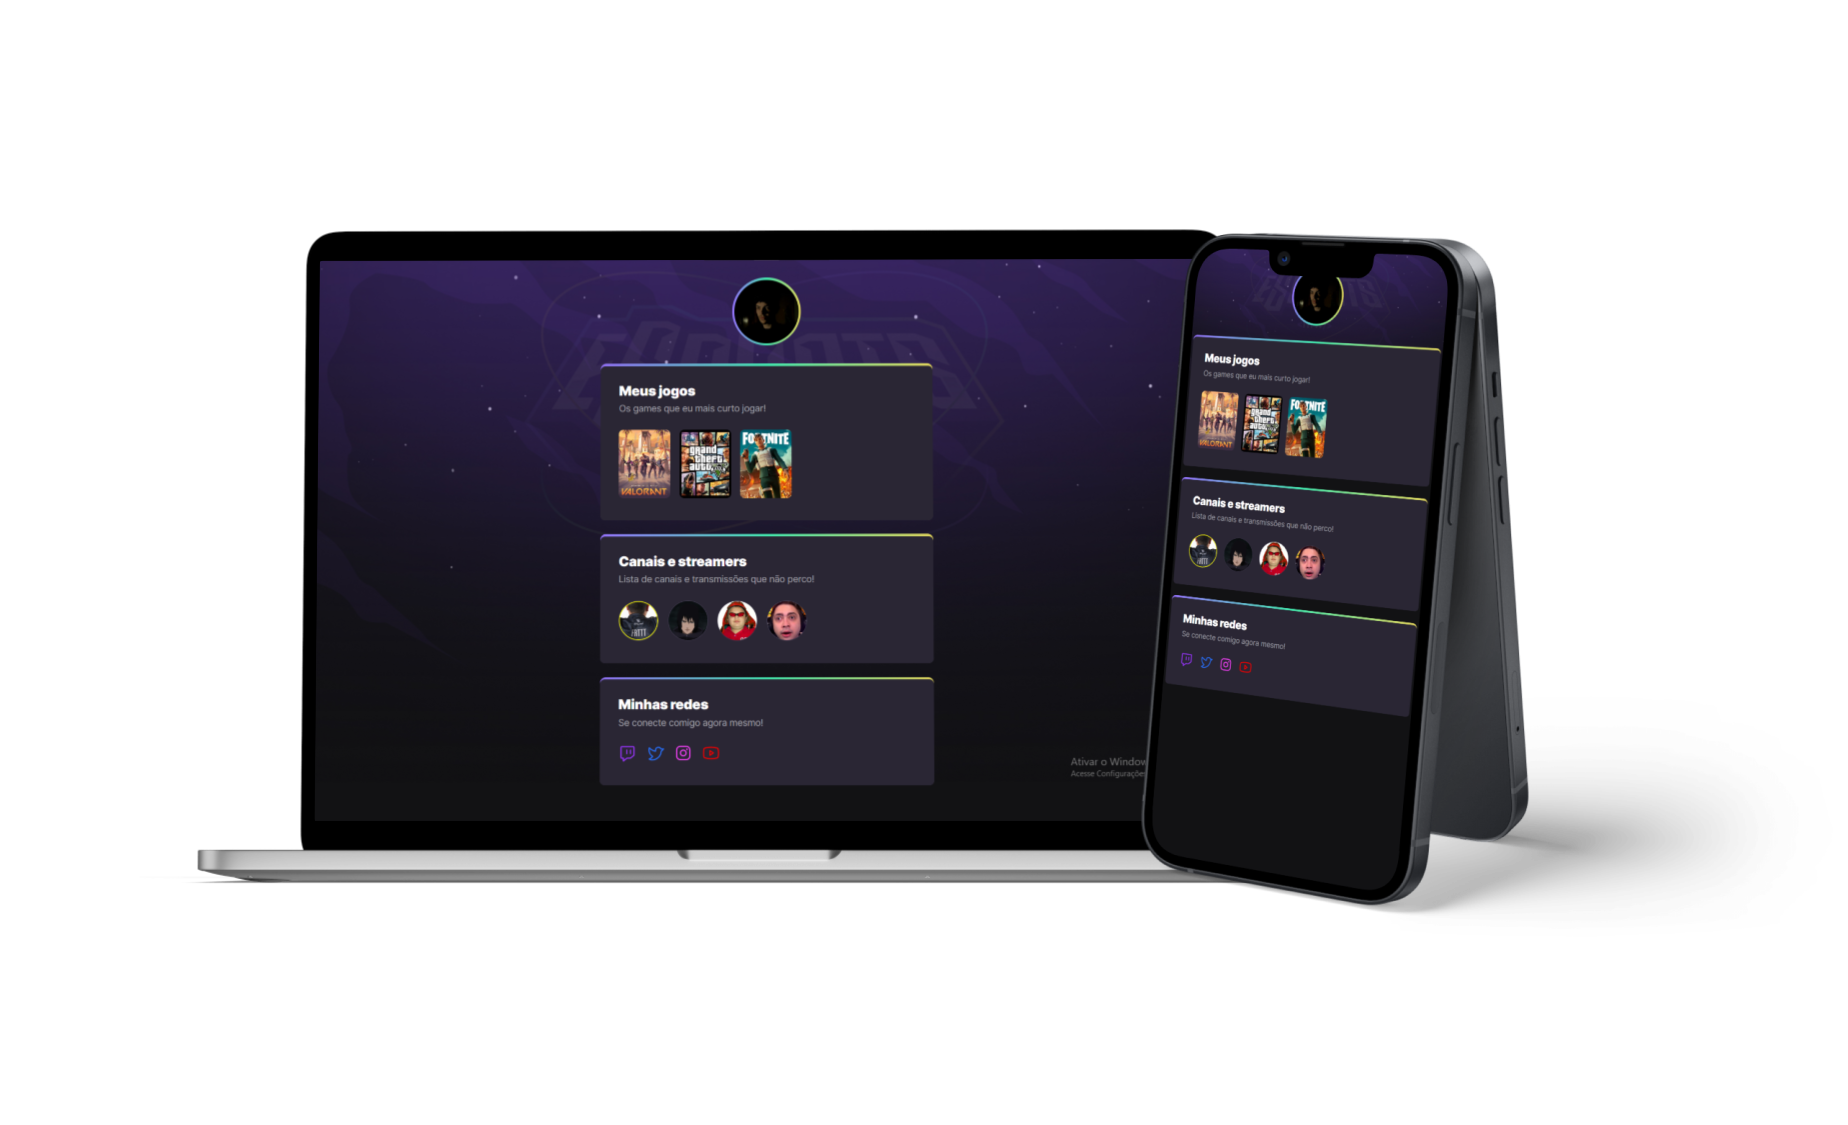 ESPORTS
Meus jogos
Os games que eu mais curto jogar!
VALORANT
grand
theft
auto
FORTNITE
Canais e streamers
Lista de canais e transmissões que não perco!
Minhas redes
Se conecte comigo agora mesmo!
Ativar o Window
Acesse Configurações
ESPORTS
Meus jogos
Os games que eu mais curto jogar!
VALORANT
grand
theft
auto
FORTNITE
Canais e streamers
Lista de canais e transmissões que não perco!
Minhas redes
Se conecte comigo agora mesmo!